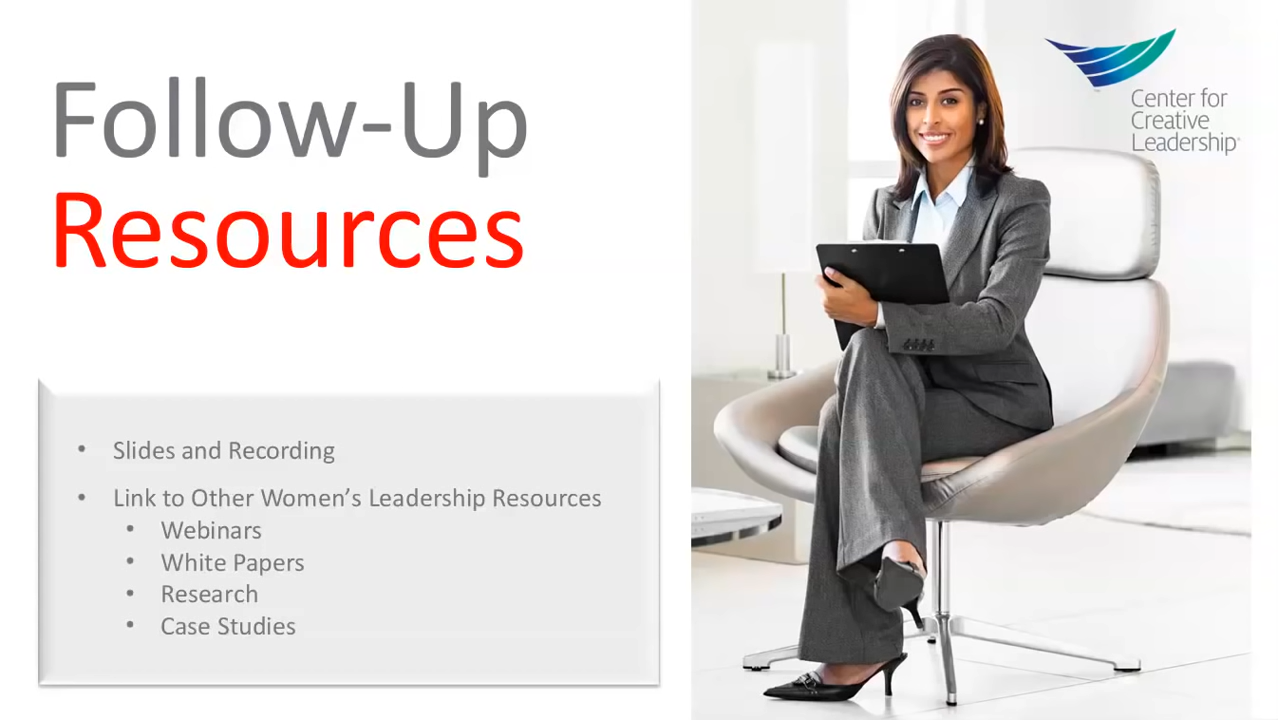 Follow-Up
Resources
Center for
Creative
Leadership
• Slides and Recording
• Link to Other Women’s Leadership Resources
• Webinars
• White Papers
• Research
• Case Studies